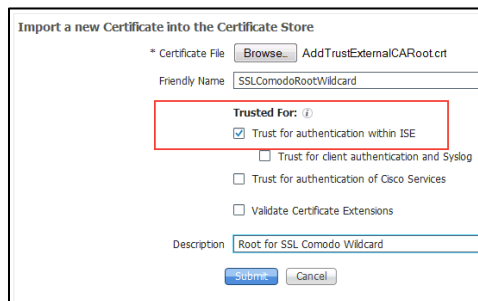 Import a new Certificate into the Certificate Store
* Certificate File Browse.. AddTrustExternalCARoot.crt
Friendly Name SSLComodoRootWildcard
Trusted For:
Trust for authentication within ISE
Trust for client authentication and Syslog
Trust for authentication of Cisco Services
Validate Certificate Extensions
Description Root for SSL Comodo Wildcard
Submit Cancel